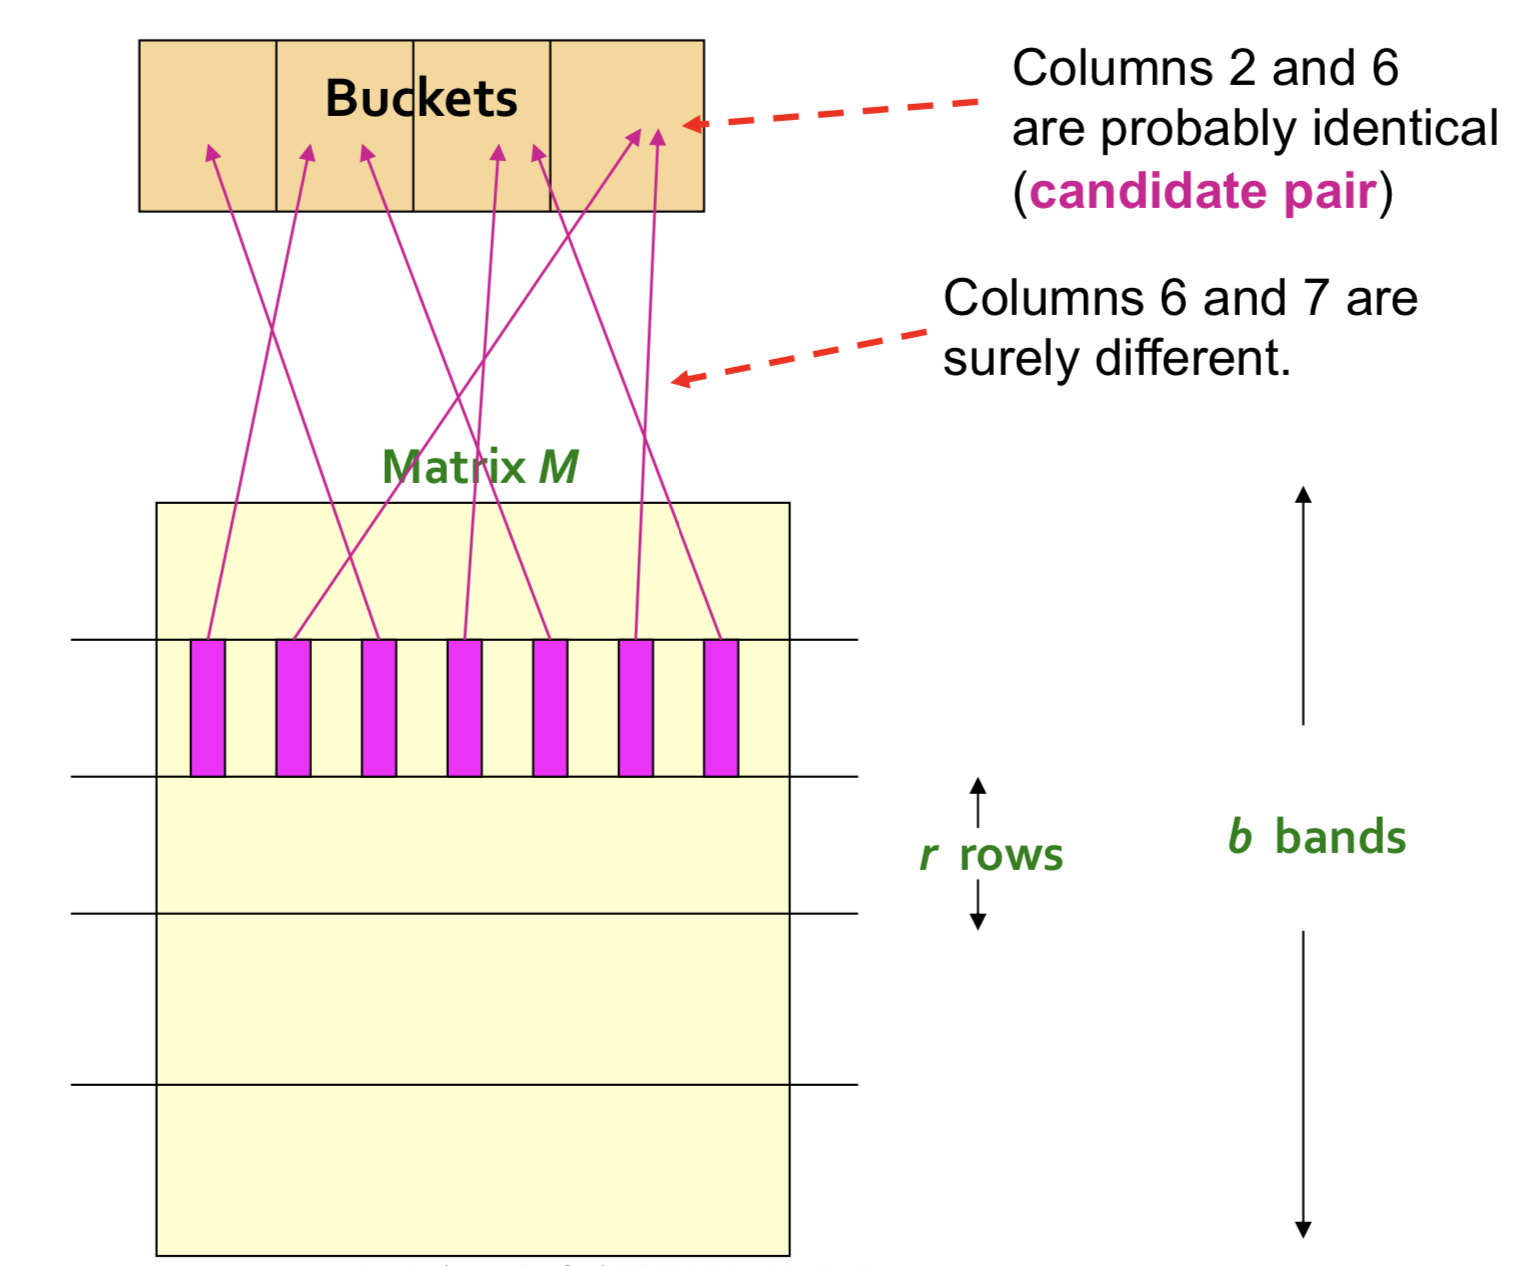 Buckets
Columns 2 and 6
are probably identical
(candidate pair)
Columns 6 and 7 are
surely different.
Matrix M
r rows
b bands